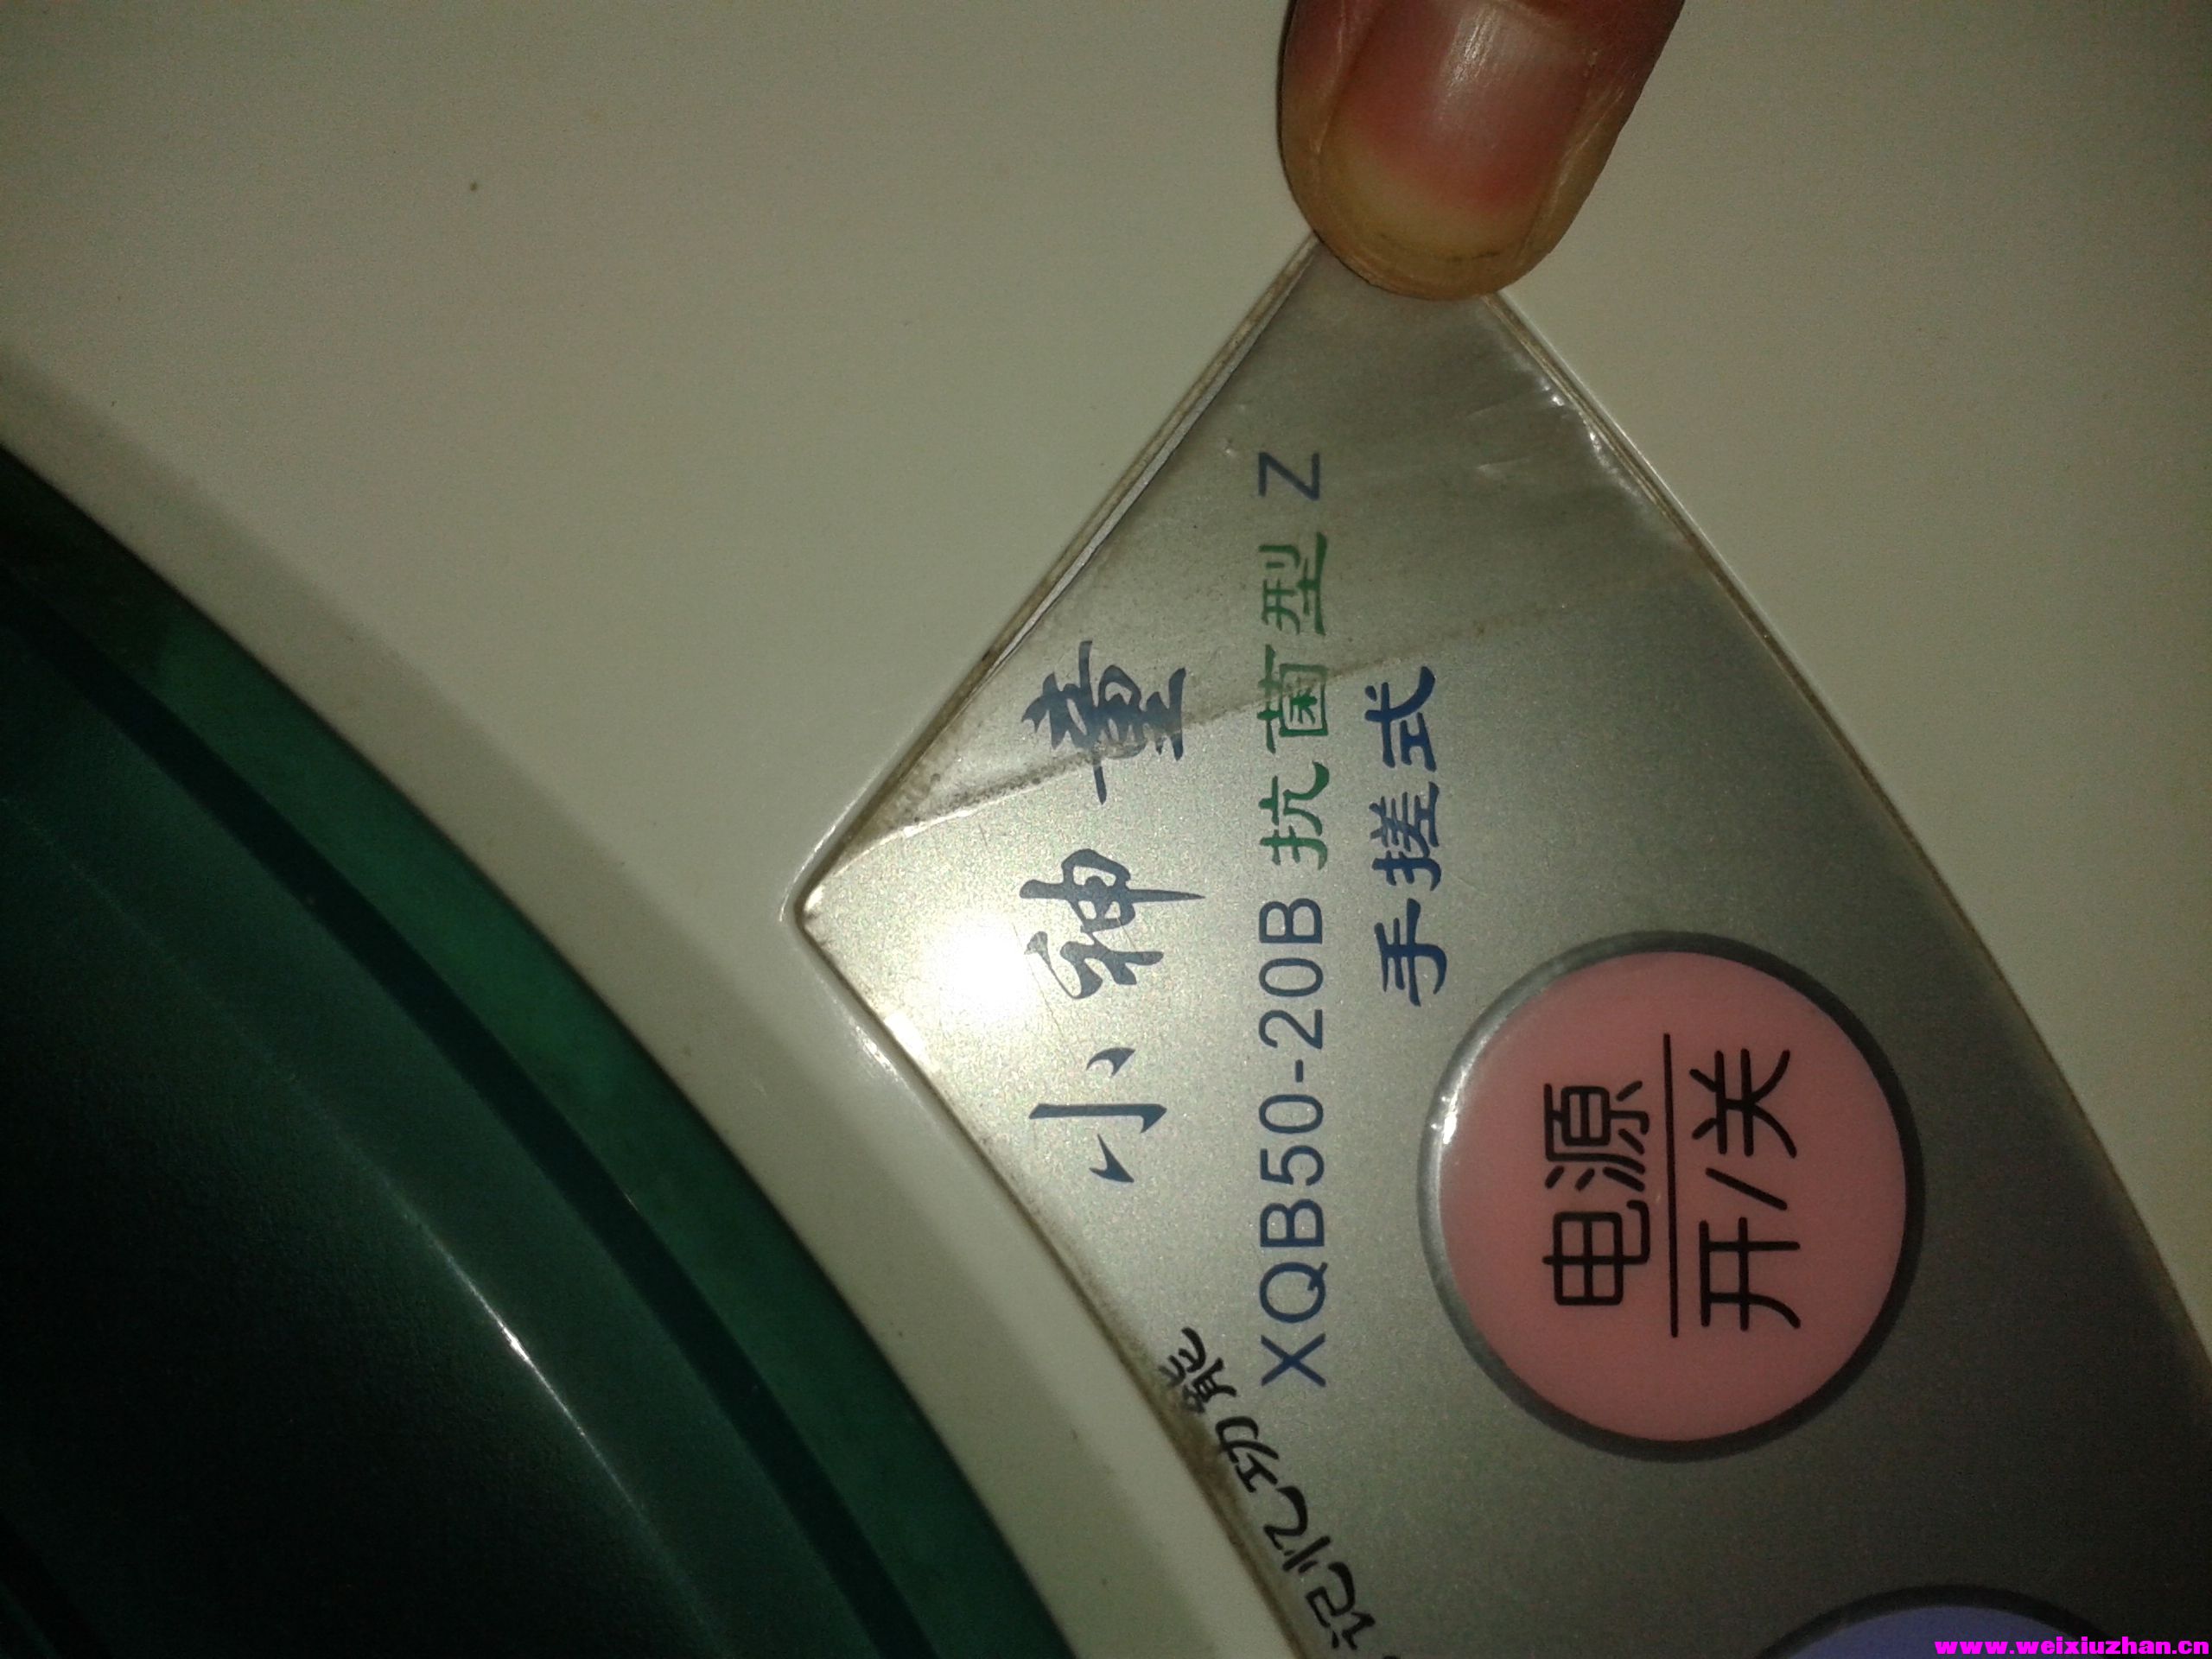 小神童
XQB50-20B 抗菌型 Z
手搓式
记忆功能
电源
开/关
www.weixiuzhan.cn